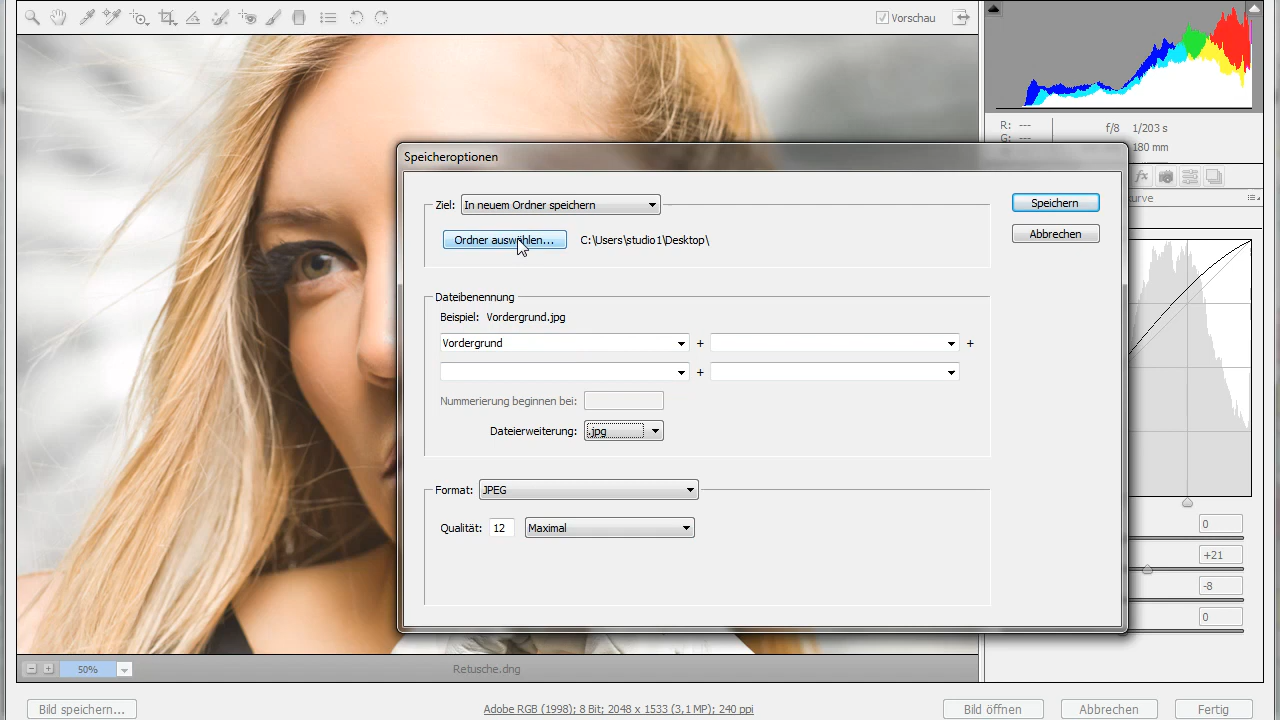 Vorschau
R: ---
G: ---
f/8 1/203 s
180 mm
Speicheroptionen
Ziel: In neuem Ordner speichern
Speichern
Ordner auswählen... C:\Users\studio1\Desktop\
Abbrechen
Dateibenennung
Beispiel: Vordergrund.jpg
Vordergrund + +
+
Nummerierung beginnen bei:
Dateierweiterung: .jpg
Format: JPEG
Qualität: 12 Maximal
fx
kurve
0
+21
-8
0
50%
Retusche.dng
Bild speichern...
Adobe RGB (1998); 8 Bit; 2048 x 1533 (3,1MP); 240 ppi
Bild öffnen
Abbrechen
Fertig